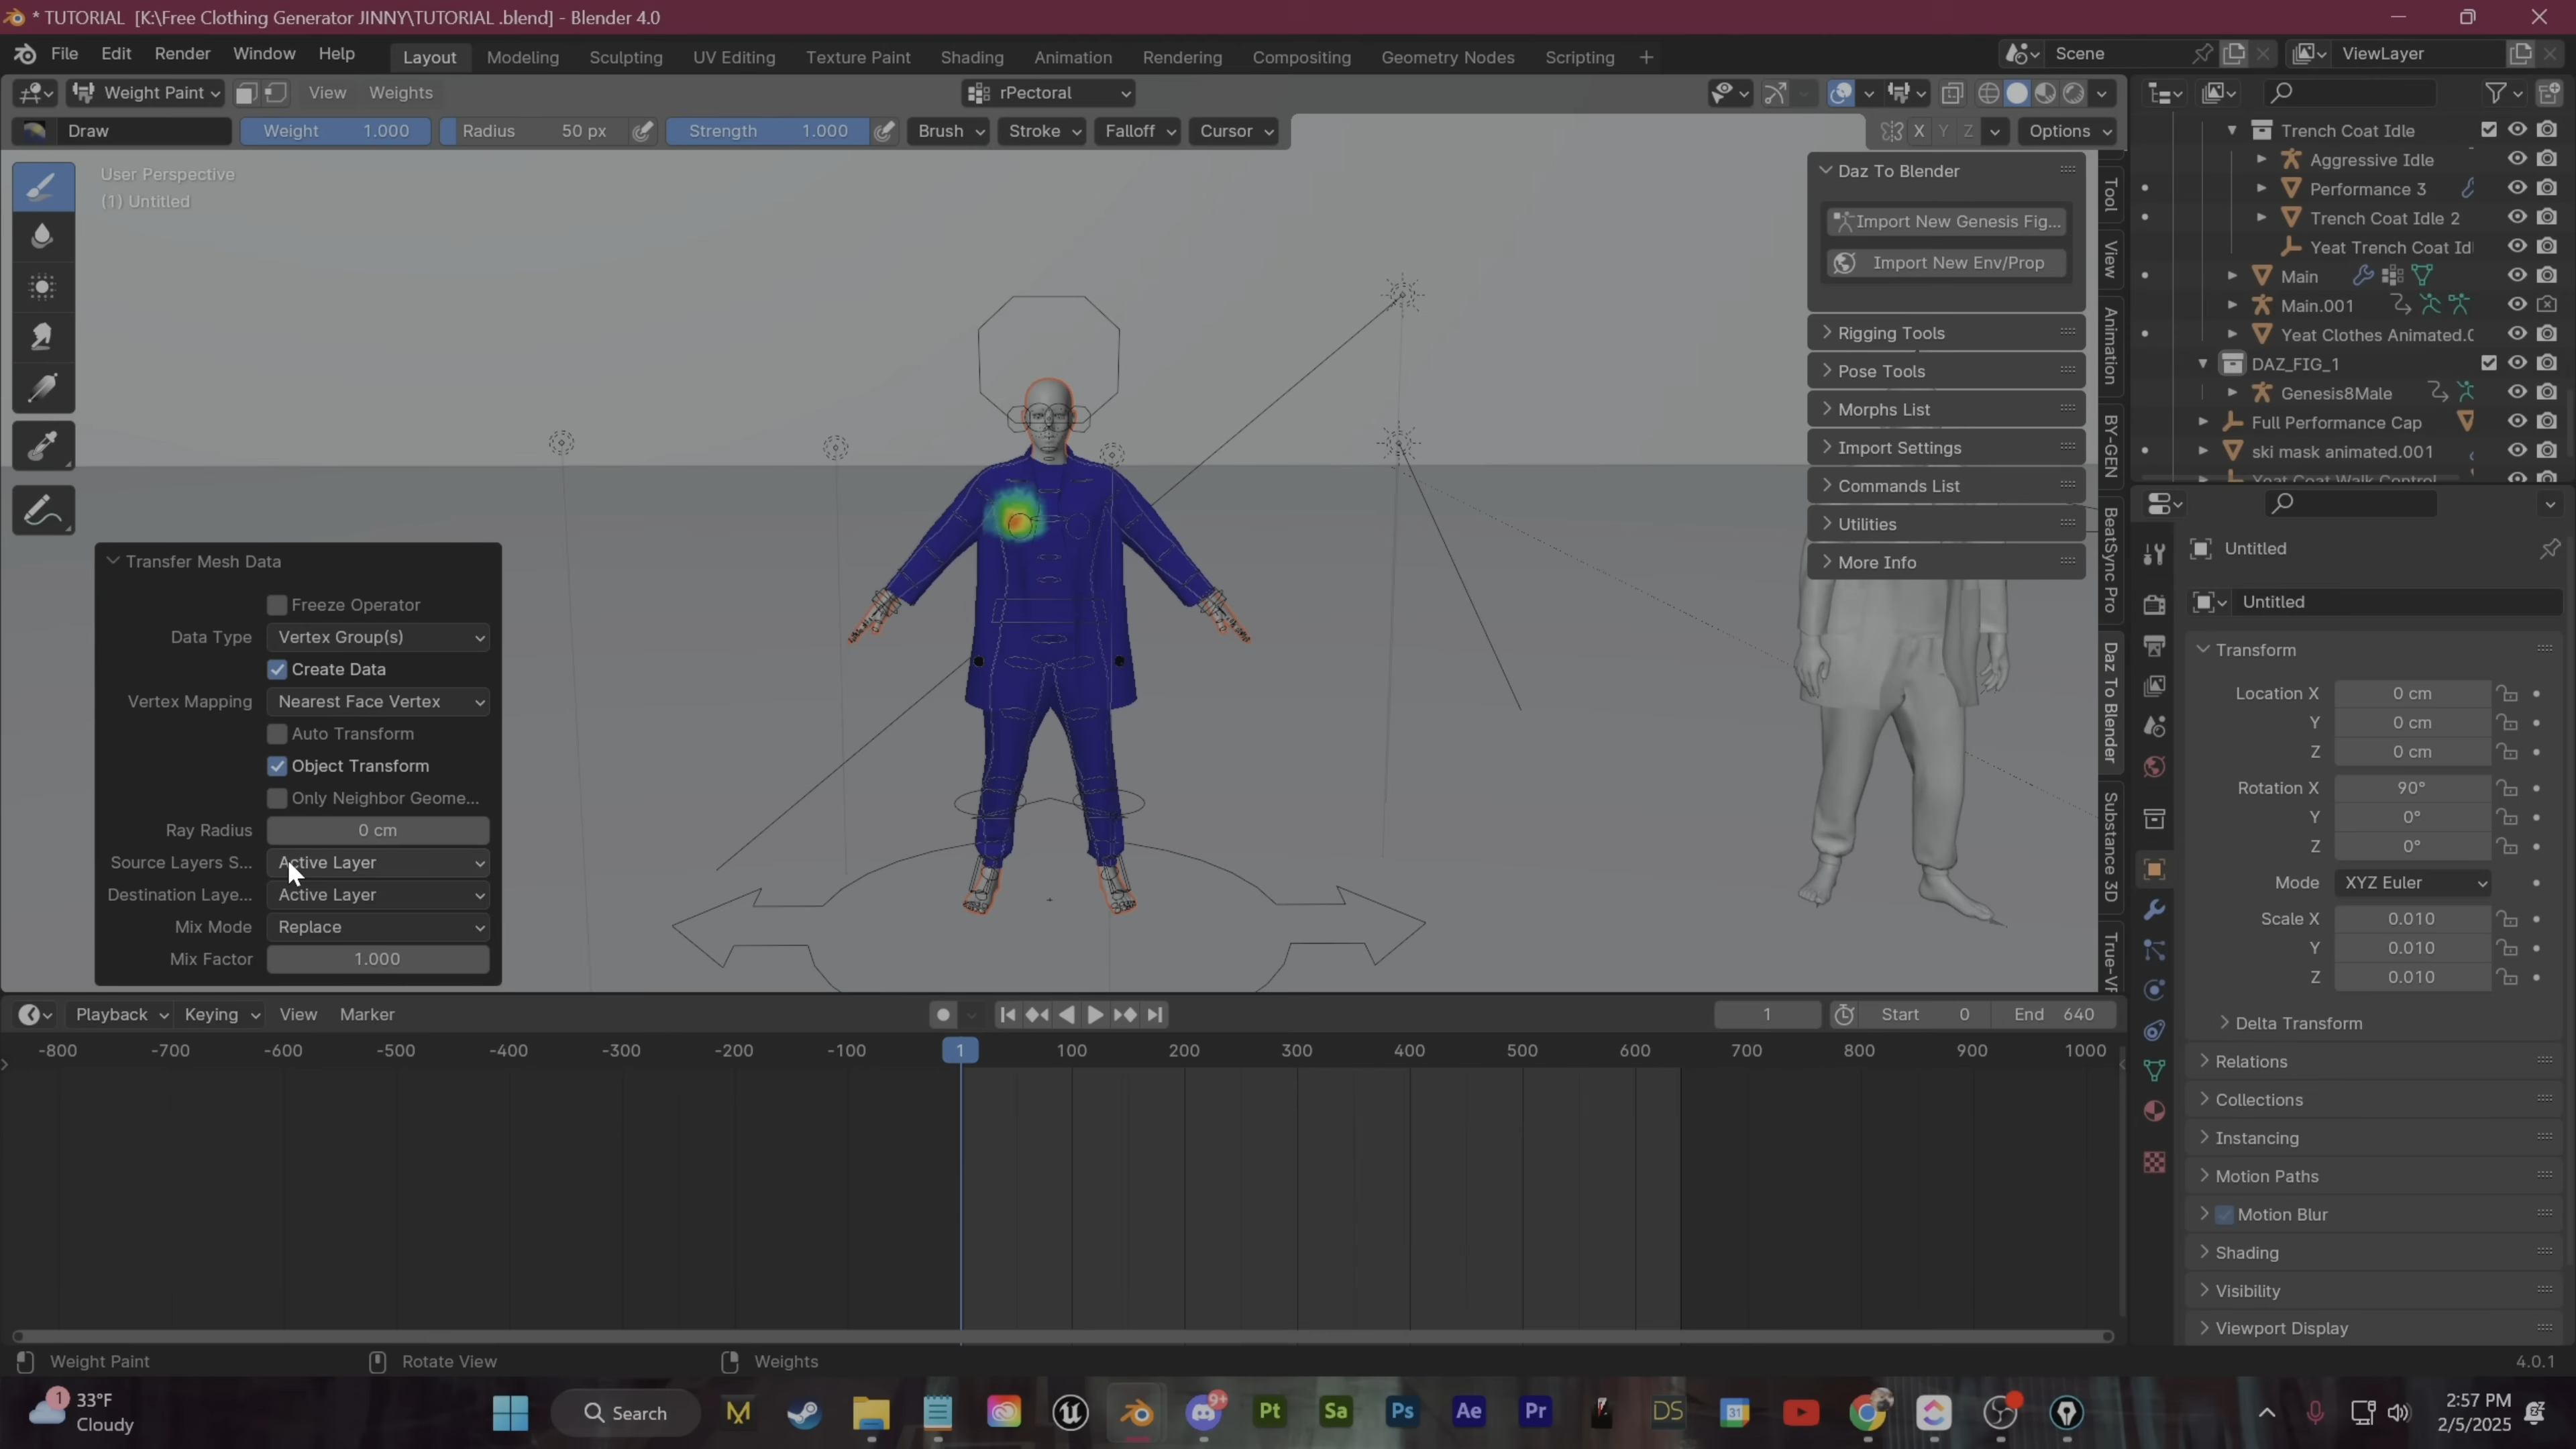 * TUTORIAL [K:\Free Clothing Generator JINNY\TUTORIAL .blend] - Blender 4.0
File Edit Render Window Help Layout Modeling Sculpting UV Editing Texture Paint Shading Animation Rendering Compositing Geometry Nodes Scripting + Scene ViewLayer
Weight Paint View Weights rPectoral
Draw Weight 1.000 Radius 50 px Strength 1.000 Brush Stroke Falloff Cursor X Y Z Options
User Perspective
(1) Untitled
Transfer Mesh Data
Freeze Operator
Data Type Vertex Group(s)
Create Data
Vertex Mapping Nearest Face Vertex
Auto Transform
Object Transform
Only Neighbor Geome...
Ray Radius 0 cm
Source Layers S... Active Layer
Destination Laye... Active Layer
Mix Mode Replace
Mix Factor 1.000
Daz To Blender
Import New Genesis Fig...
Import New Env/Prop
Rigging Tools
Pose Tools
Morphs List
Import Settings
Commands List
Utilities
More Info
Tool
View
Animation
BY-GEN
BeatSync Pro
Daz To Blender
Substance 3D
Trench Coat Idle
Aggressive Idle
Performance 3
Trench Coat Idle 2
Yeat Trench Coat Id
Main
Main.001
Yeat Clothes Animated.
DAZ_FIG_1
Genesis8Male
Full Performance Cap
ski mask animated.001
Yeat Coat Walk Control
Untitled
Untitled
Transform
Location X 0 cm
Y 0 cm
Z 0 cm
Rotation X 90°
Y 0°
Z 0°
Mode XYZ Euler
Scale X 0.010
Y 0.010
Z 0.010
Delta Transform
Relations
Collections
Instancing
Motion Paths
Motion Blur
Shading
Visibility
Viewport Display
Playback Keying View Marker 1 Start 0 End 640
-800 -700 -600 -500 -400 -300 -200 -100 1 100 200 300 400 500 600 700 800 900 1000
Weight Paint Rotate View Weights 4.0.1
1 33°F
Cloudy
Search
9+
Pt Sa Ps Ae Pr DS 31
2:57 PM
2/5/2025